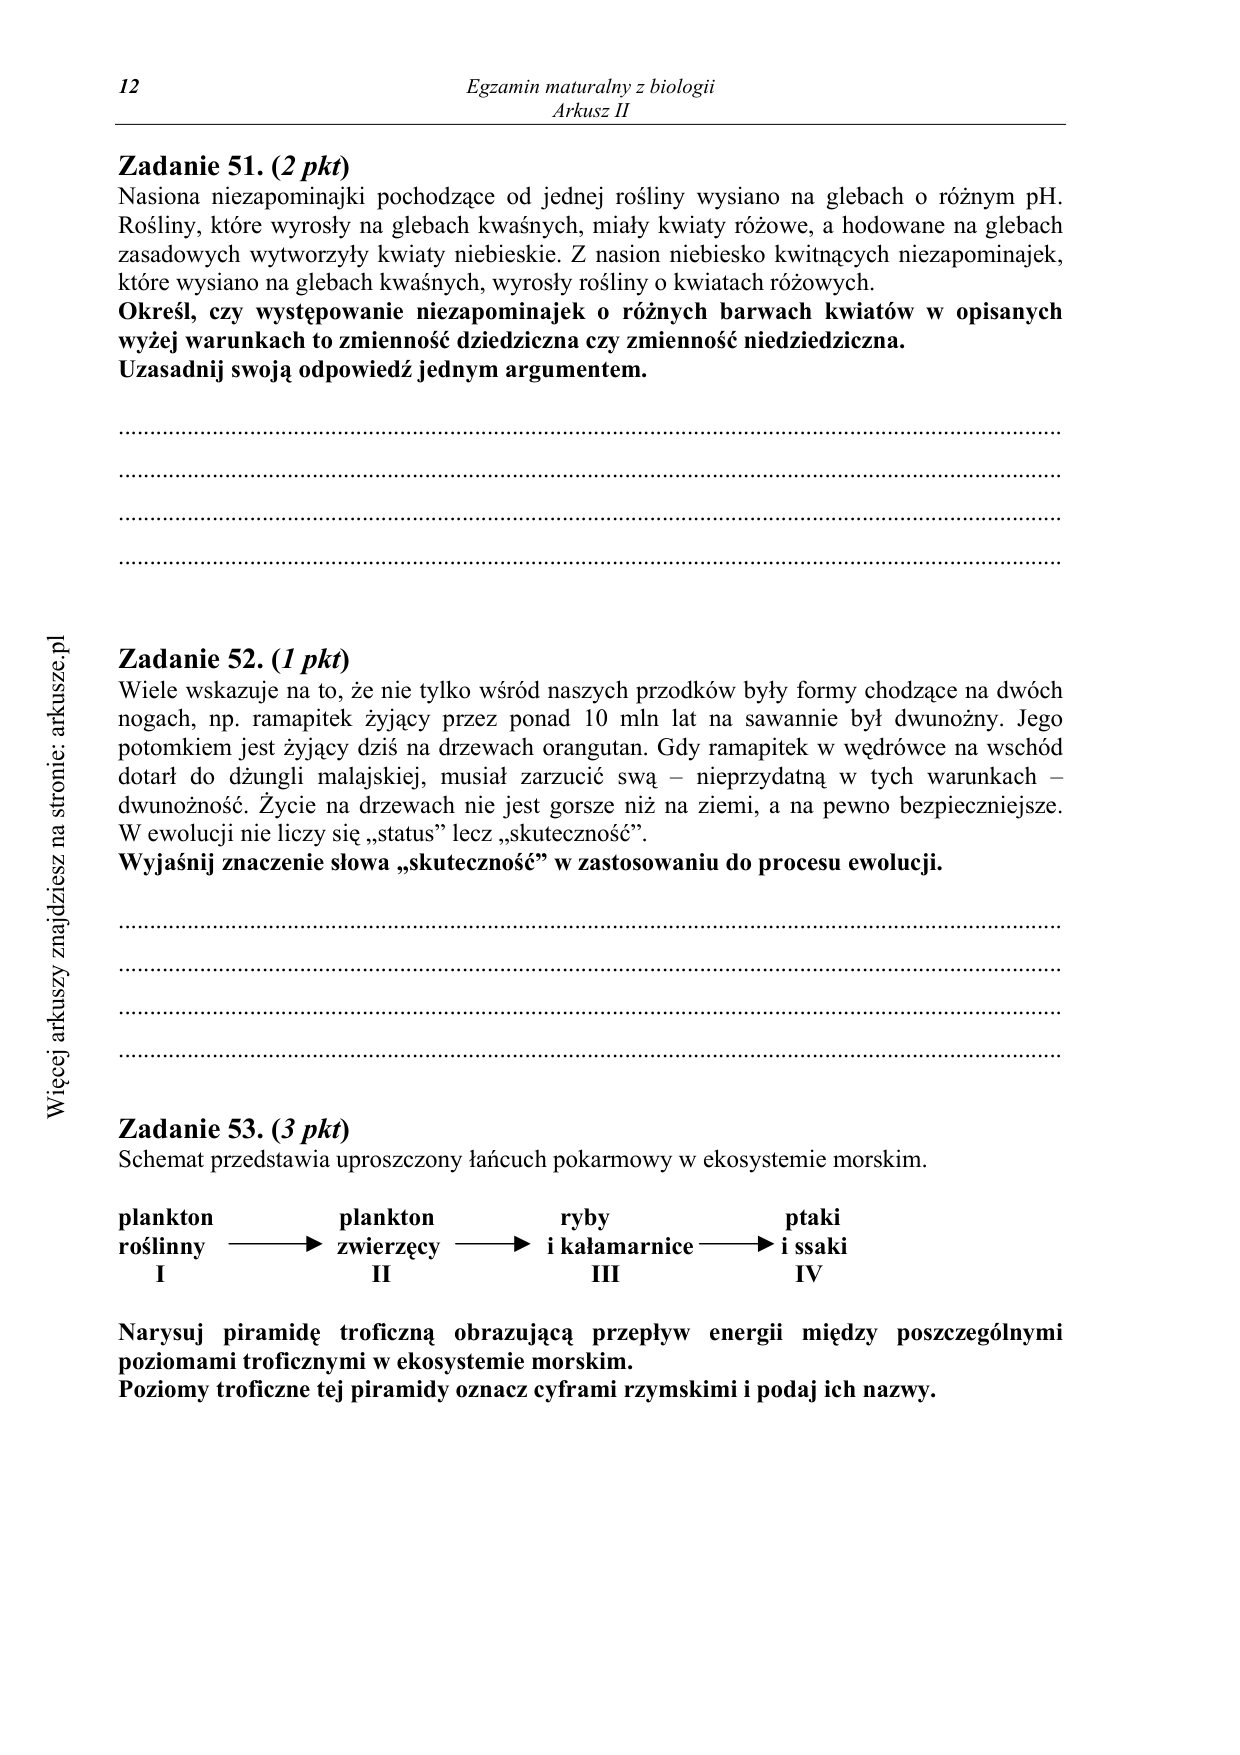 12
Egzamin maturalny z biologii
Arkusz II
Zadanie 51. (2 pkt)
Nasiona niezapominajki pochodzące od jednej rośliny wysiano na glebach o różnym pH.
Rośliny, które wyrosły na glebach kwaśnych, miały kwiaty różowe, a hodowane na glebach
zasadowych wytworzyły kwiaty niebieskie. Z nasion niebiesko kwitnących niezapominajek,
które wysiano na glebach kwaśnych, wyrosły rośliny o kwiatach różowych.
Określ, czy występowanie niezapominajek o różnych barwach kwiatów w opisanych
wyżej warunkach to zmienność dziedziczna czy zmienność niedziedziczna.
Uzasadnij swoją odpowiedź jednym argumentem.
Zadanie 52. (1 pkt)
Wiele wskazuje na to, że nie tylko wśród naszych przodków były formy chodzące na dwóch
nogach, np. ramapitek żyjący przez ponad 10 mln lat na sawannie był dwunożny. Jego
potomkiem jest żyjący dziś na drzewach orangutan. Gdy ramapitek w wędrówce na wschód
dotarł do dżungli malajskiej, musiał zarzucić swą – nieprzydatną w tych warunkach –
dwunożność. Życie na drzewach nie jest gorsze niż na ziemi, a na pewno bezpieczniejsze.
W ewolucji nie liczy się „status” lecz „skuteczność”.
Wyjaśnij znaczenie słowa „skuteczność” w zastosowaniu do procesu ewolucji.
Zadanie 53. (3 pkt)
Schemat przedstawia uproszczony łańcuch pokarmowy w ekosystemie morskim.
plankton plankton ryby ptaki
roślinny zwierzęcy i kałamarnice i ssaki
I II III IV
Narysuj piramidę troficzną obrazującą przepływ energii między poszczególnymi
poziomami troficznymi w ekosystemie morskim.
Poziomy troficzne tej piramidy oznacz cyframi rzymskimi i podaj ich nazwy.
Więcej arkuszy znajdziesz na stronie: arkusze.pl